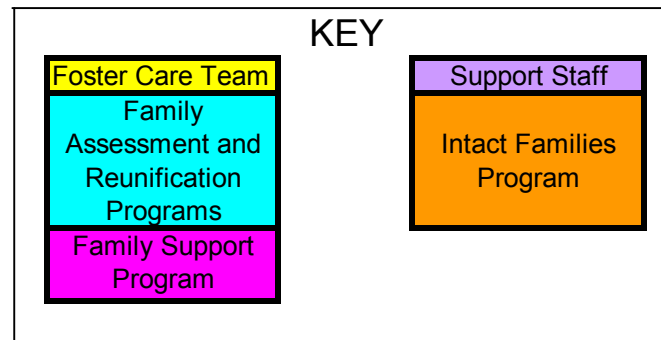 KEY
Foster Care Team
Family
Assessment and
Reunification
Programs
Family Support
Program
Support Staff
Intact Families
Program